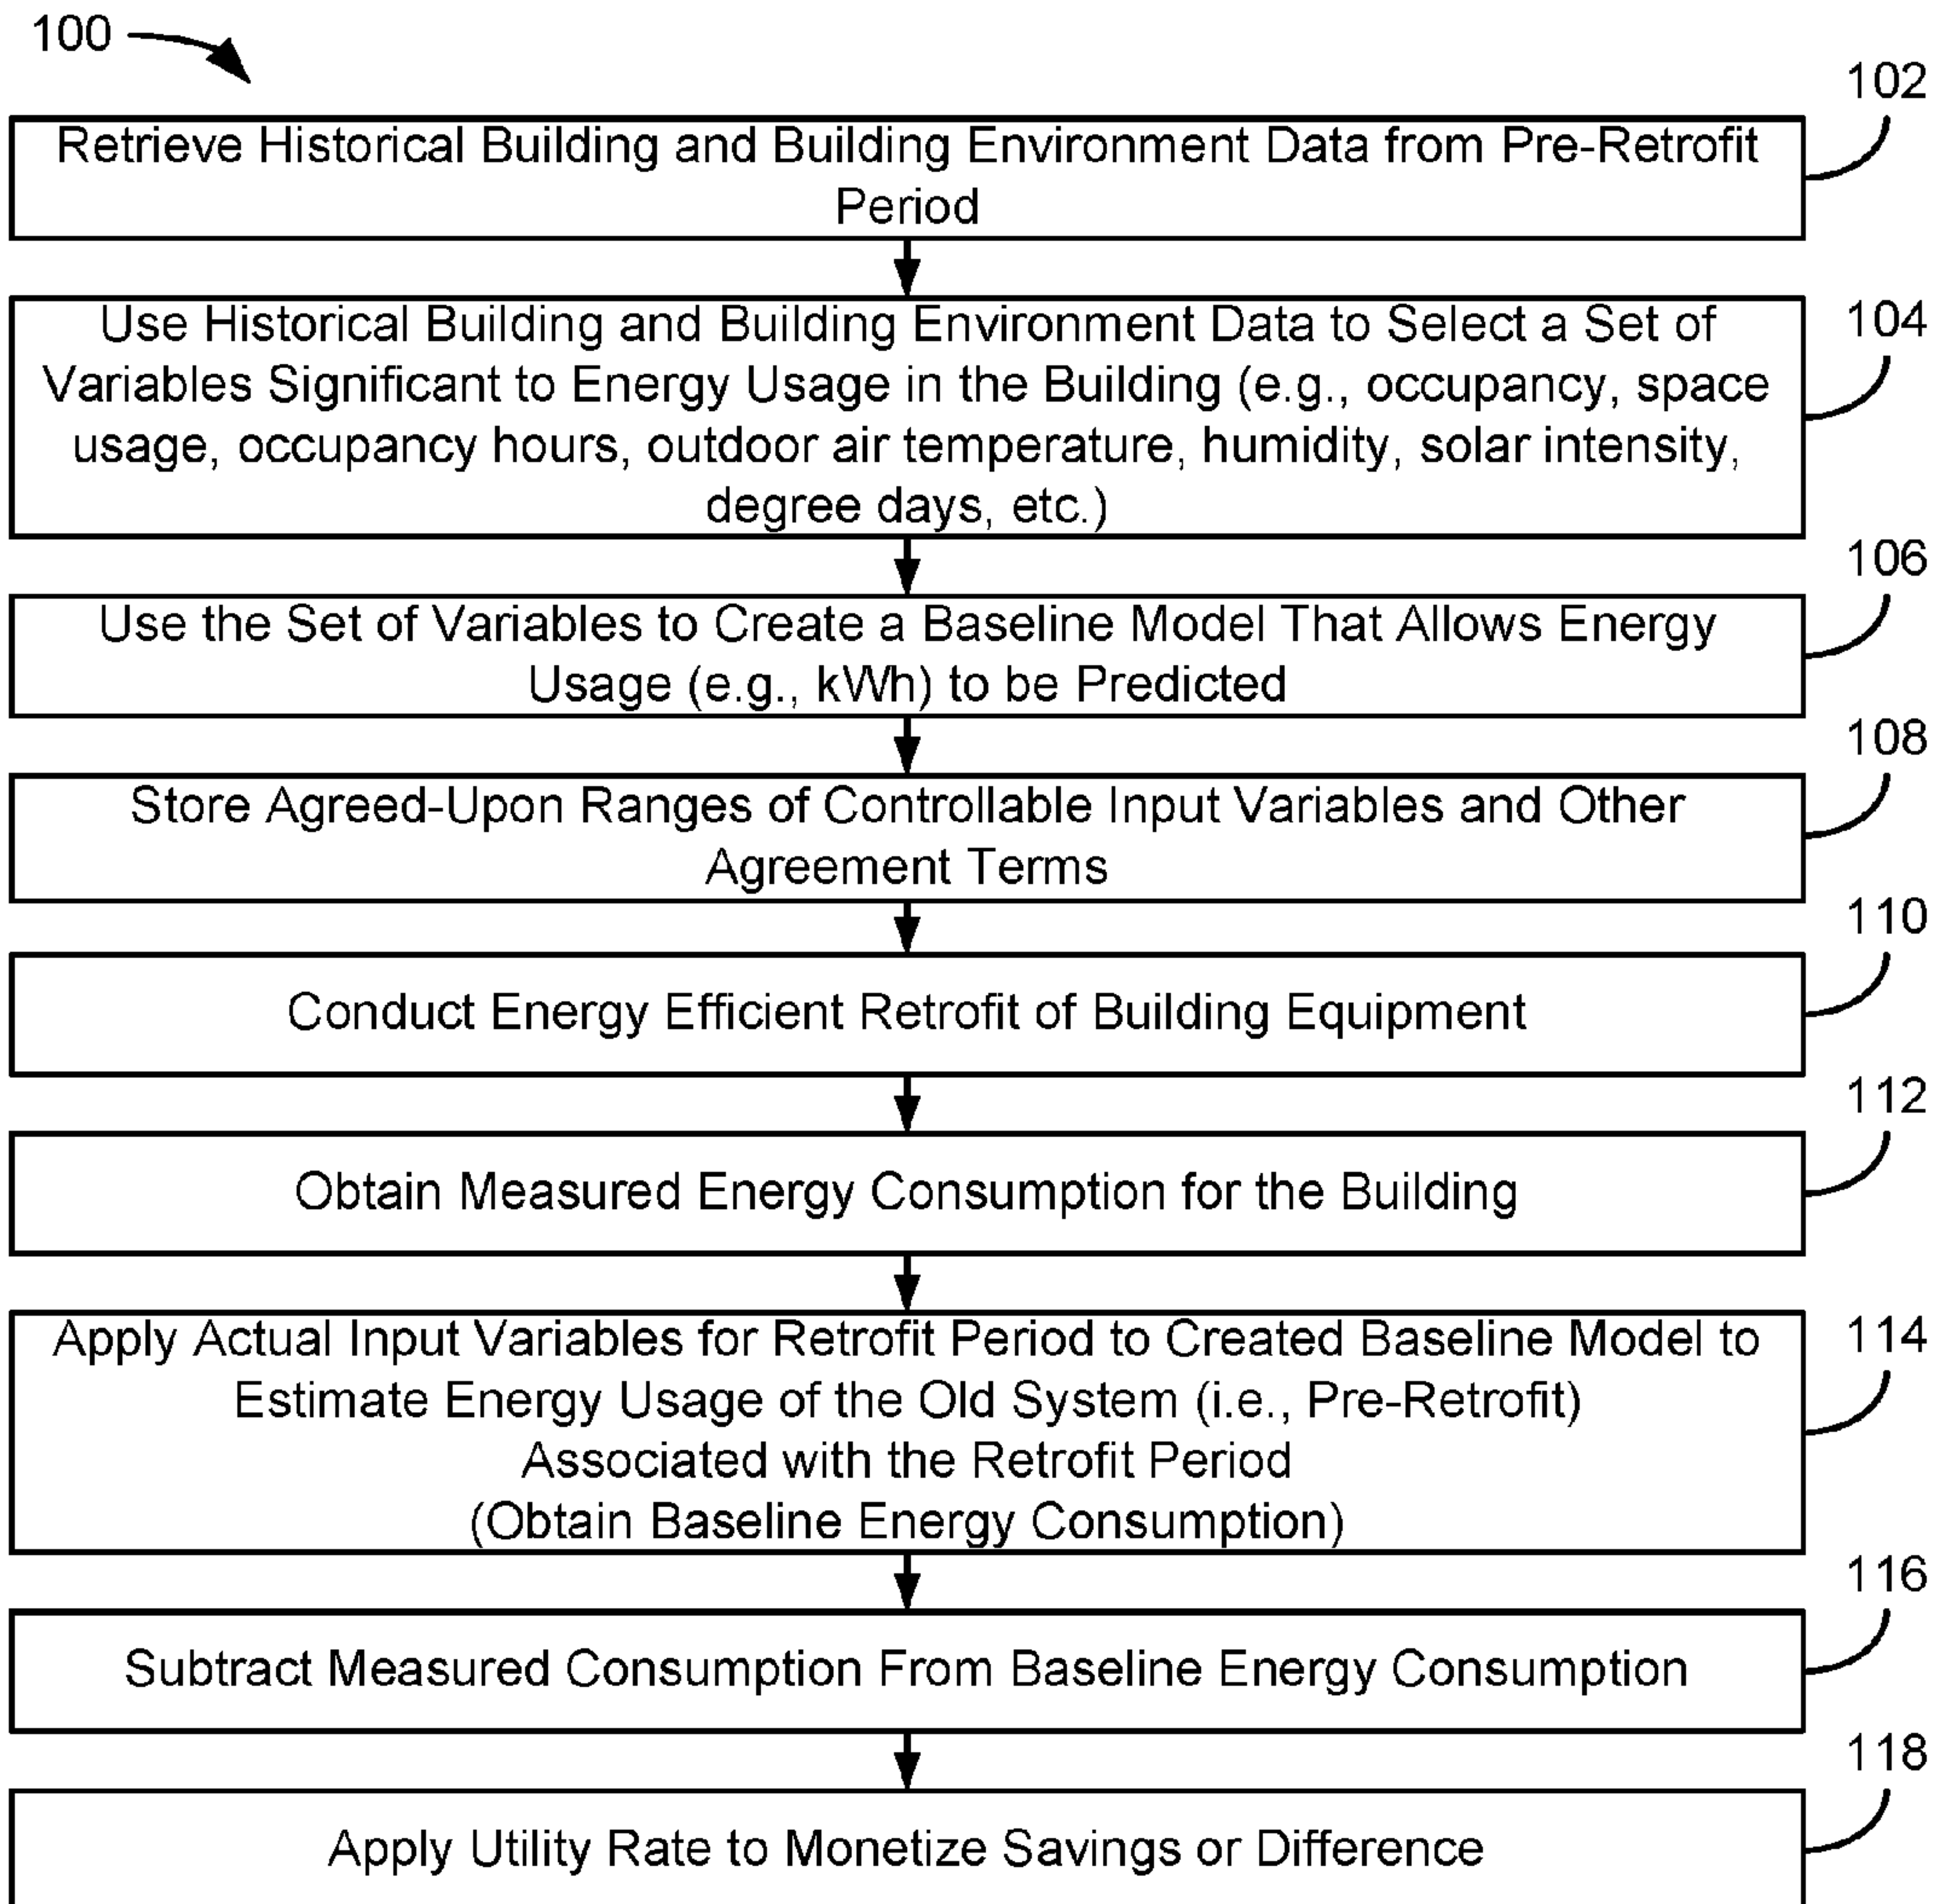 100
102
Retrieve Historical Building and Building Environment Data from Pre-Retrofit
Period
104
Use Historical Building and Building Environment Data to Select a Set of
Variables Significant to Energy Usage in the Building (e.g., occupancy, space
usage, occupancy hours, outdoor air temperature, humidity, solar intensity,
degree days, etc.)
106
Use the Set of Variables to Create a Baseline Model That Allows Energy
Usage (e.g., kWh) to be Predicted
108
Store Agreed-Upon Ranges of Controllable Input Variables and Other
Agreement Terms
110
Conduct Energy Efficient Retrofit of Building Equipment
112
Obtain Measured Energy Consumption for the Building
114
Apply Actual Input Variables for Retrofit Period to Created Baseline Model to
Estimate Energy Usage of the Old System (i.e., Pre-Retrofit)
Associated with the Retrofit Period
(Obtain Baseline Energy Consumption)
116
Subtract Measured Consumption From Baseline Energy Consumption
118
Apply Utility Rate to Monetize Savings or Difference